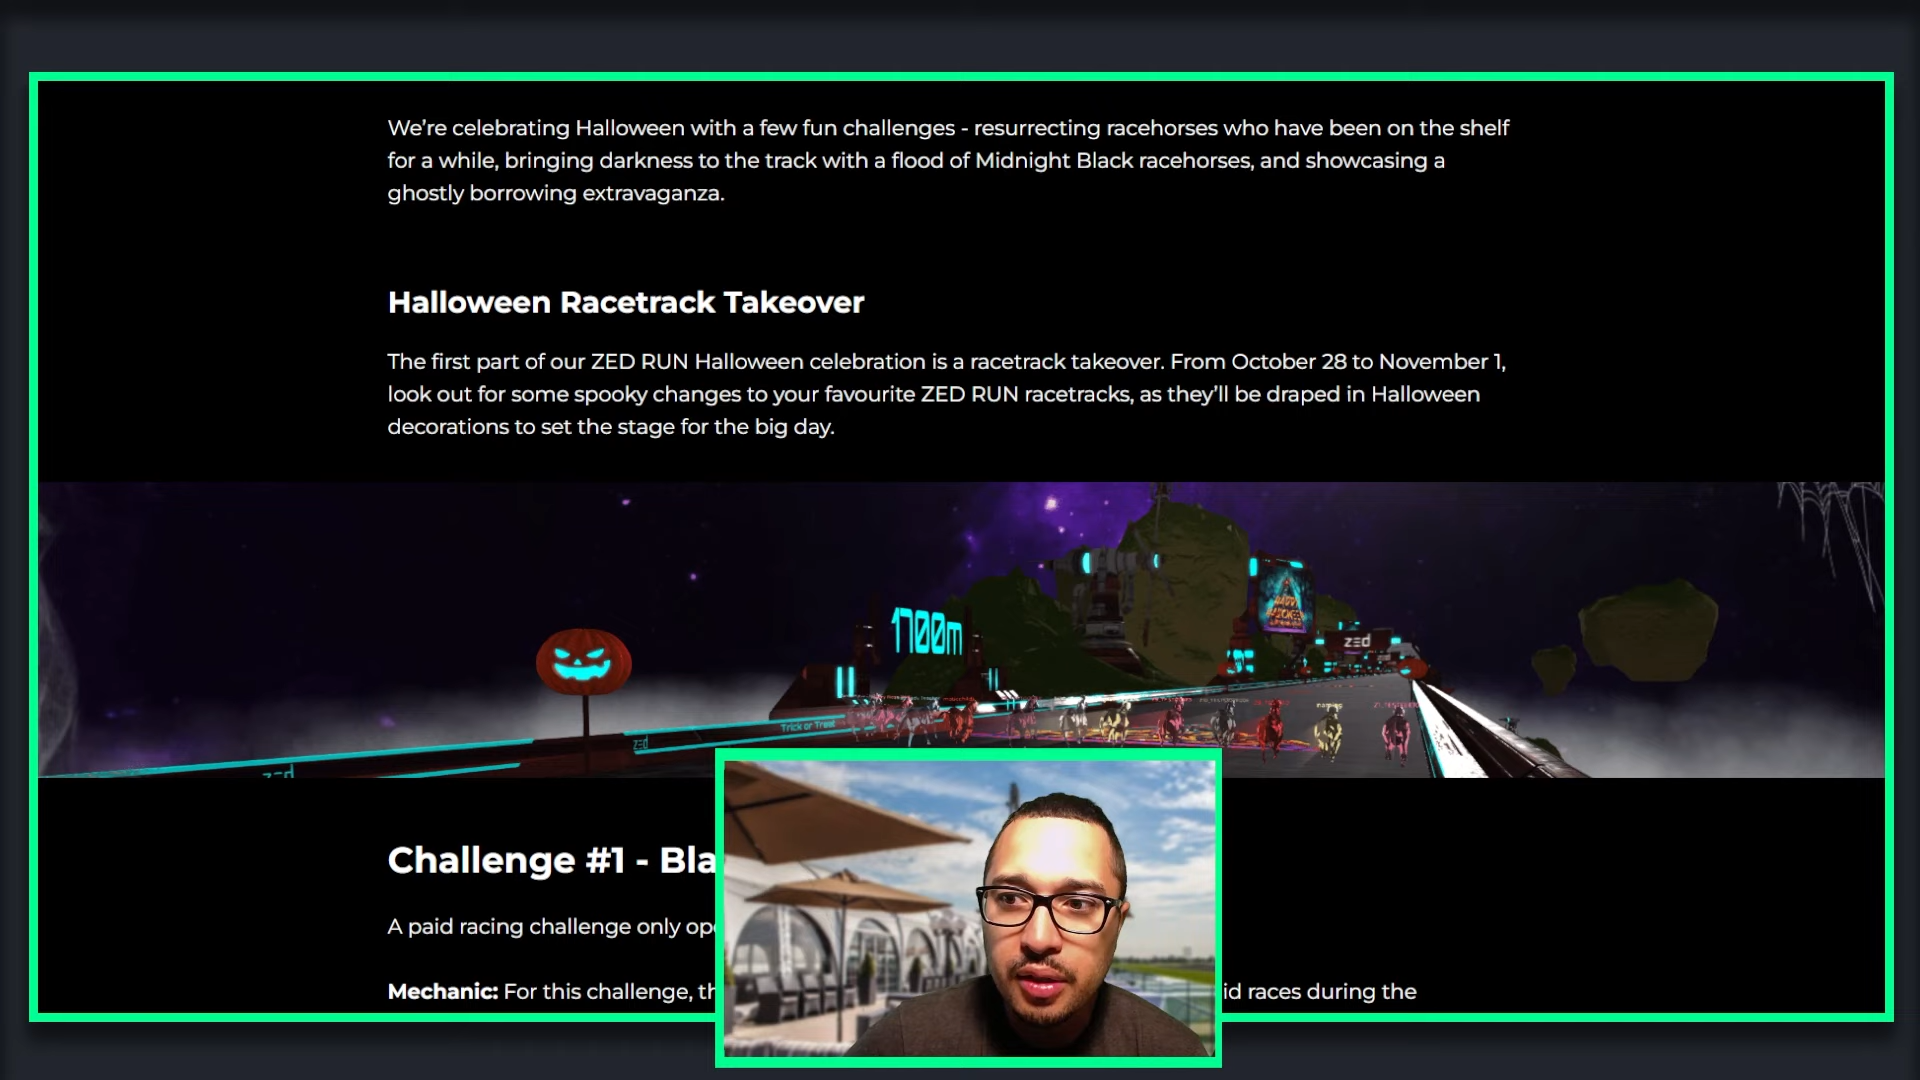 We're celebrating Halloween with a few fun challenges - resurrecting racehorses who have been on the shelf
for a while, bringing darkness to the track with a flood of Midnight Black racehorses, and showcasing a
ghostly borrowing extravaganza.
Halloween Racetrack Takeover
The first part of our ZED RUN Halloween celebration is a racetrack takeover. From October 28 to November 1,
look out for some spooky changes to your favourite ZED RUN racetracks, as they'll be draped in Halloween
decorations to set the stage for the big day.
1700m
zed
Trick or Treat
zed
zed
Challenge #1 - Bla
A paid racing challenge only op
Mechanic: For this challenge, th
id races during the